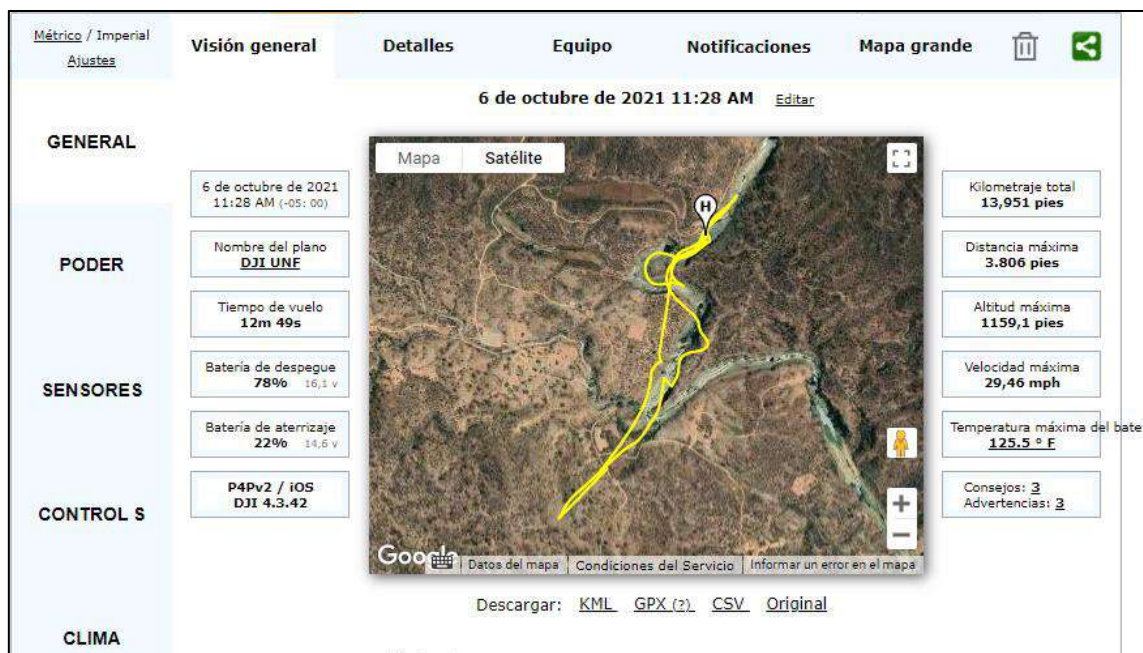 Métrico / Imperial
Ajustes
Visión general
Detalles
Equipo
Notificaciones
Mapa grande
6 de octubre de 2021 11:28 AM Editar
GENERAL
PODER
SENSORES
CONTROL S
CLIMA
6 de octubre de 2021
11:28 AM (-05: 00)
Nombre del plano
DJI UNF
Tiempo de vuelo
12m 49s
Batería de despegue
78% 16,1 v
Batería de aterrizaje
22% 14,6 v
P4Pv2 / iOS
DJI 4.3.42
Mapa Satélite
H
Google
Datos del mapa
Condiciones del Servicio
Informar un error en el mapa
Kilometraje total
13,951 pies
Distancia máxima
3.806 pies
Altitud máxima
1159,1 pies
Velocidad máxima
29,46 mph
Temperatura máxima del bate
125.5 ° F
Consejos: 3
Advertencias: 3
Descargar: KML GPX (?) CSV Original